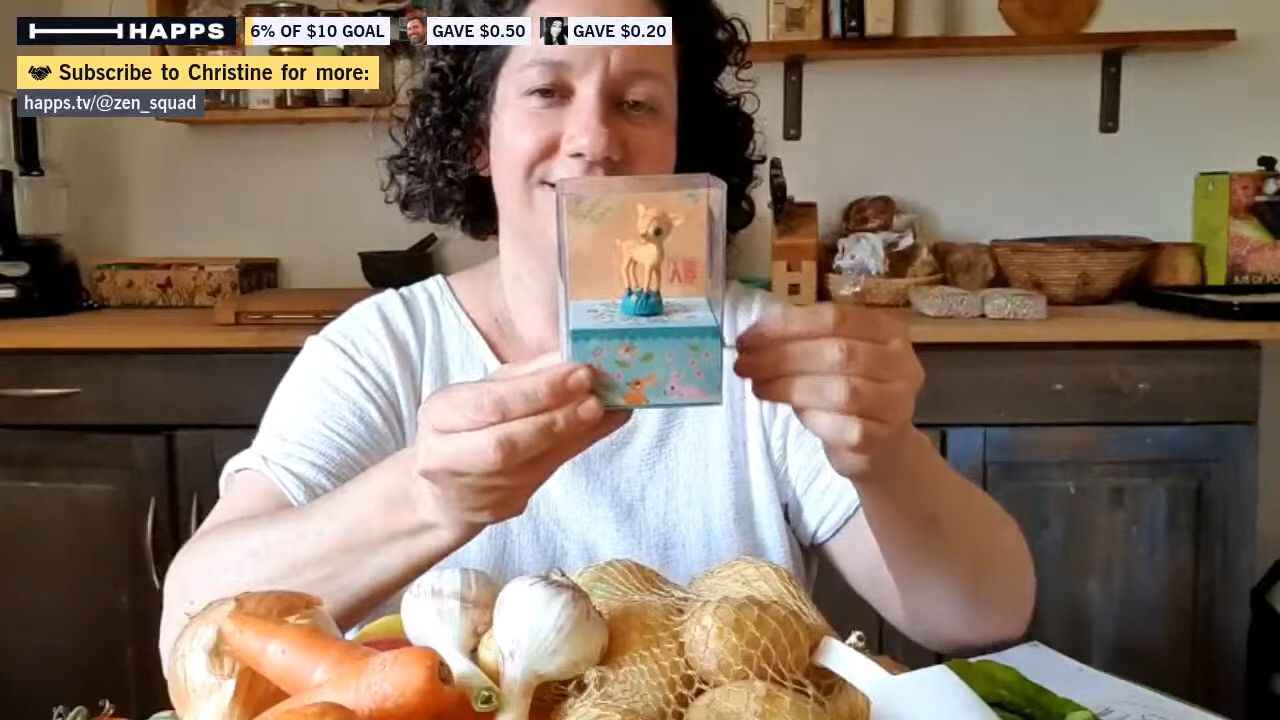 HAPPS
6% OF $10 GOAL
GAVE $0.50
GAVE $0.20
Subscribe to Christine for more:
happs.tv/@zen_squad